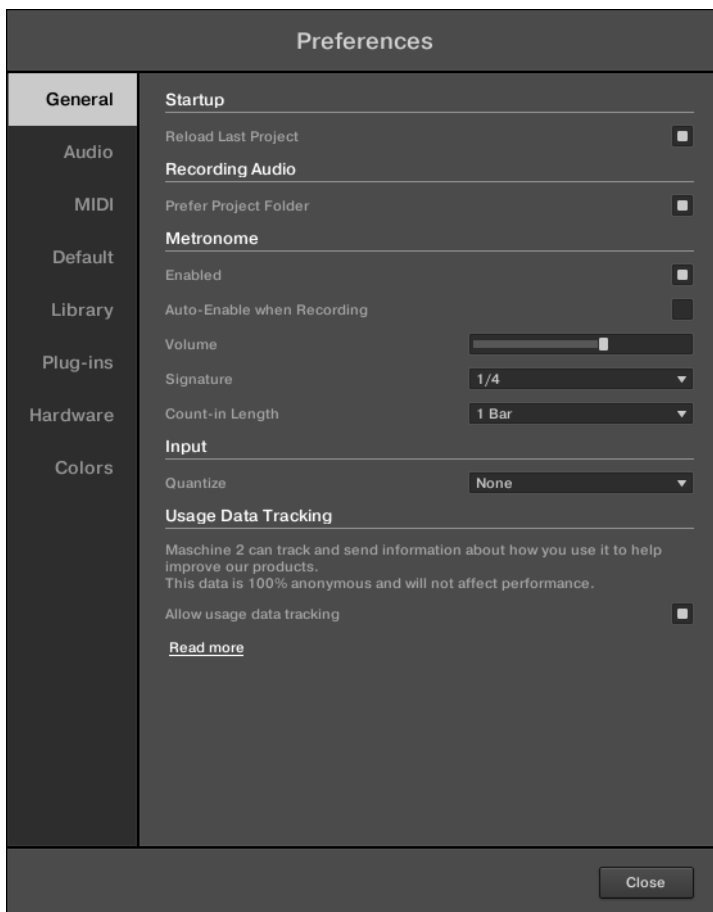 Preferences
General
Audio
MIDI
Default
Library
Plug-ins
Hardware
Colors
Startup
Reload Last Project
Recording Audio
Prefer Project Folder
Metronome
Enabled
Auto-Enable when Recording
Volume
Signature 1/4
Count-in Length 1 Bar
Input
Quantize None
Usage Data Tracking
Maschine 2 can track and send information about how you use it to help
improve our products.
This data is 100% anonymous and will not affect performance.
Allow usage data tracking
Read more
Close